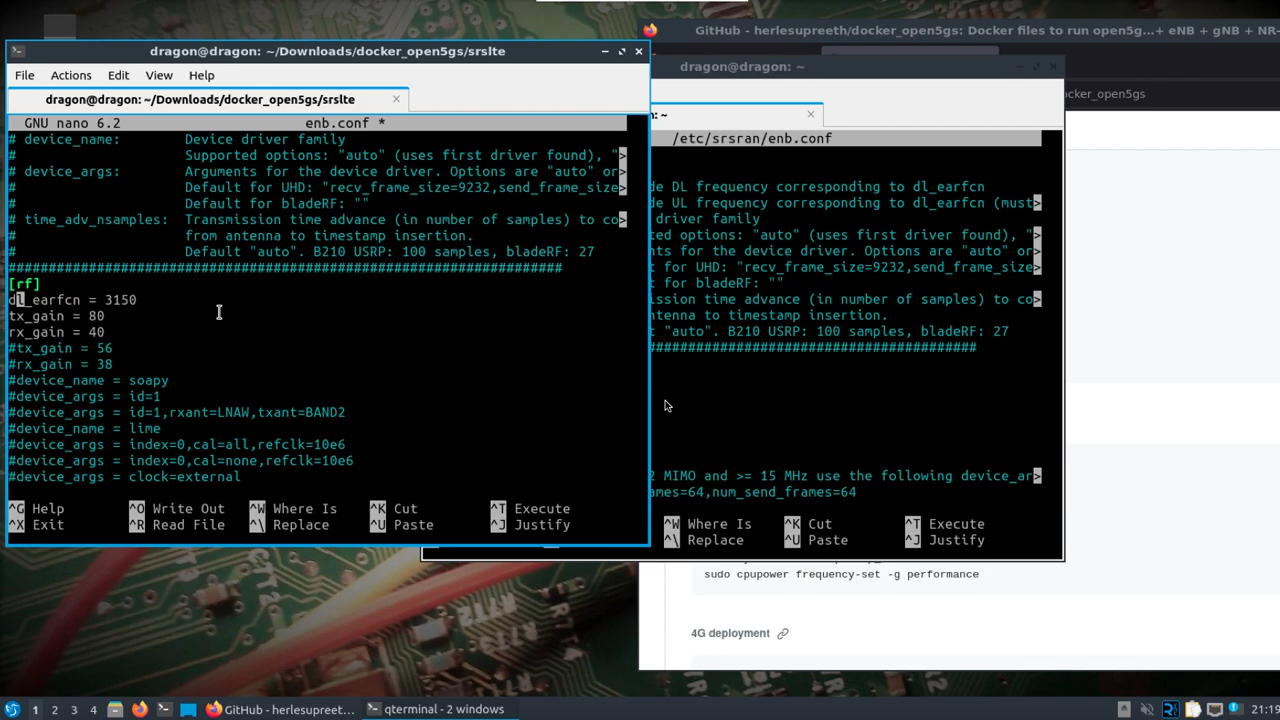 GitHub - herlesupreeth/docker_open5gs: Docker files to run open5g…+ eNB + gNB + NR-
dragon@dragon: ~/Downloads/docker_open5gs/srslte
File Actions Edit View Help
dragon@dragon: ~/Downloads/docker_open5gs/srslte
GNU nano 6.2 enb.conf *
# device_name: Device driver family
# Supported options: "auto" (uses first driver found), ">
# device_args: Arguments for the device driver. Options are "auto" or>
# Default for UHD: "recv_frame_size=9232,send_frame_size>
# Default for bladeRF: ""
# time_adv_nsamples: Transmission time advance (in number of samples) to co>
# from antenna to timestamp insertion.
# Default "auto". B210 USRP: 100 samples, bladeRF: 27
#####################################################################
[rf]
dl_earfcn = 3150
tx_gain = 80
rx_gain = 40
#tx_gain = 56
#rx_gain = 38
#device_name = soapy
#device_args = id=1
#device_args = id=1,rxant=LNAW,txant=BAND2
#device_name = lime
#device_args = index=0,cal=all,refclk=10e6
#device_args = index=0,cal=none,refclk=10e6
#device_args = clock=external
^G Help ^O Write Out ^W Where Is ^K Cut ^T Execute
^X Exit ^R Read File ^\ Replace ^U Paste ^J Justify
dragon@dragon: ~
n: ~
cker_open5gs
/etc/srsran/enb.conf
de DL frequency corresponding to dl_earfcn
de UL frequency corresponding to dl_earfcn (must>
driver family
ted options: "auto" (uses first driver found), ">
nts for the device driver. Options are "auto" or>
t for UHD: "recv_frame_size=9232,send_frame_size>
t for bladeRF: ""
ission time advance (in number of samples) to co>
ntenna to timestamp insertion.
t "auto". B210 USRP: 100 samples, bladeRF: 27
#########################################
2 MIMO and >= 15 MHz use the following device_ar>
ames=64,num_send_frames=64
^W Where Is ^K Cut ^T Execute
^\ Replace ^U Paste ^J Justify
sudo cpupower frequency-set -g performance
4G deployment
1 2 3 4 GitHub - herlesupreet… qterminal - 2 windows 21:19